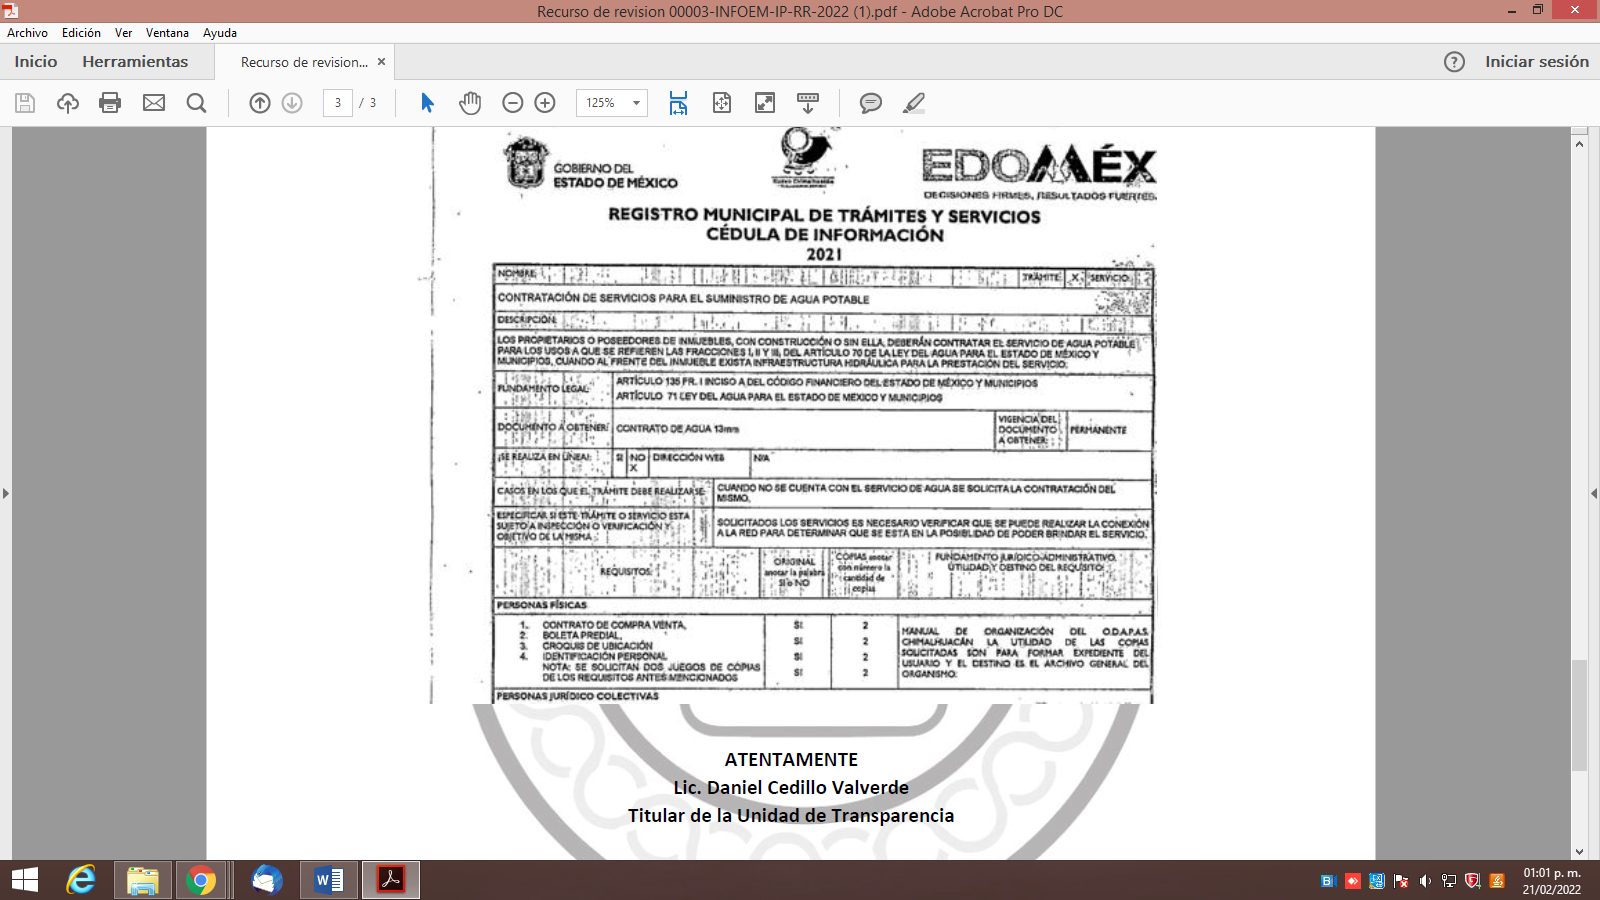 Recurso de revision 00003-INFOEM-IP-RR-2022 (1).pdf - Adobe Acrobat Pro DC
Archivo Edición Ver Ventana Ayuda
Inicio Herramientas Recurso de revision... × Iniciar sesión
3 / 3 125%
GOBIERNO DEL
ESTADO DE MÉXICO
EDOMÉX
DECISIONES FIRMES, RESULTADOS FUERTES.
REGISTRO MUNICIPAL DE TRÁMITES Y SERVICIOS
CÉDULA DE INFORMACIÓN
2021
NOMBRE: TRÁMITE: X SERVICIO:
CONTRATACIÓN DE SERVICIOS PARA EL SUMINISTRO DE AGUA POTABLE
DESCRIPCIÓN:
LOS PROPIETARIOS O POSEEDORES DE INMUEBLES, CON CONSTRUCCIÓN O SIN ELLA, DEBERÁN CONTRATAR EL SERVICIO DE AGUA POTABLE
PARA LOS USOS A QUE SE REFIEREN LAS FRACCIONES I, II Y III, DEL ARTÍCULO 70 DE LA LEY DEL AGUA PARA EL ESTADO DE MÉXICO Y
MUNICIPIOS, CUANDO AL FRENTE DEL INMUEBLE EXISTA INFRAESTRUCTURA HIDRÁULICA PARA LA PRESTACIÓN DEL SERVICIO.
FUNDAMENTO LEGAL:
ARTÍCULO 135 FR. I INCISO A DEL CÓDIGO FINANCIERO DEL ESTADO DE MÉXICO Y MUNICIPIOS
ARTÍCULO 71 LEY DEL AGUA PARA EL ESTADO DE MEXICO Y MUNICIPIOS
DOCUMENTO A OBTENER: CONTRATO DE AGUA 13mm
VIGENCIA DEL
DOCUMENTO
A OBTENER:
PERMANENTE
¿SE REALIZA EN LÍNEA?: SI NO
X
DIRECCIÓN WEB N/A
CASOS EN LOS QUE EL TRÁMITE DEBE REALIZARSE:
CUANDO NO SE CUENTA CON EL SERVICIO DE AGUA SE SOLICITA LA CONTRATACIÓN DEL
MISMO.
ESPECIFICAR SI ESTE TRÁMITE O SERVICIO ESTA
SUJETO A INSPECCIÓN O VERIFICACIÓN Y
OBJETIVO DE LA MISMA :
SOLICITADOS LOS SERVICIOS ES NECESARIO VERIFICAR QUE SE PUEDE REALIZAR LA CONEXIÓN
A LA RED PARA DETERMINAR QUE SE ESTA EN LA POSIBLIDAD DE PODER BRINDAR EL SERVICIO.
REQUISITOS:
ORIGINAL
anotar la palabra
SI o NO
COPIAS anotar
con número la
cantidad de
copias
FUNDAMENTO JURÍDICO-ADMINISTRATIVO,
UTILIDAD Y DESTINO DEL REQUISITO:
PERSONAS FÍSICAS
1. CONTRATO DE COMPRA VENTA, SI 2
2. BOLETA PREDIAL, SI 2
3. CROQUIS DE UBICACIÓN SI 2
4. IDENTIFICACIÓN PERSONAL SI 2
NOTA: SE SOLICITAN DOS JUEGOS DE COPIAS
DE LOS REQUISITOS ANTES MENCIONADOS
MANUAL DE ORGANIZACIÓN DEL O.D.A.P.A.S.
CHIMALHUACÁN LA UTILIDAD DE LAS COPIAS
SOLICITADAS SON PARA FORMAR EXPEDIENTE DEL
USUARIO Y EL DESTINO ES EL ARCHIVO GENERAL DEL
ORGANISMO.
PERSONAS JURÍDICO COLECTIVAS
ATENTAMENTE
Lic. Daniel Cedillo Valverde
Titular de la Unidad de Transparencia
01:01 p. m.
21/02/2022